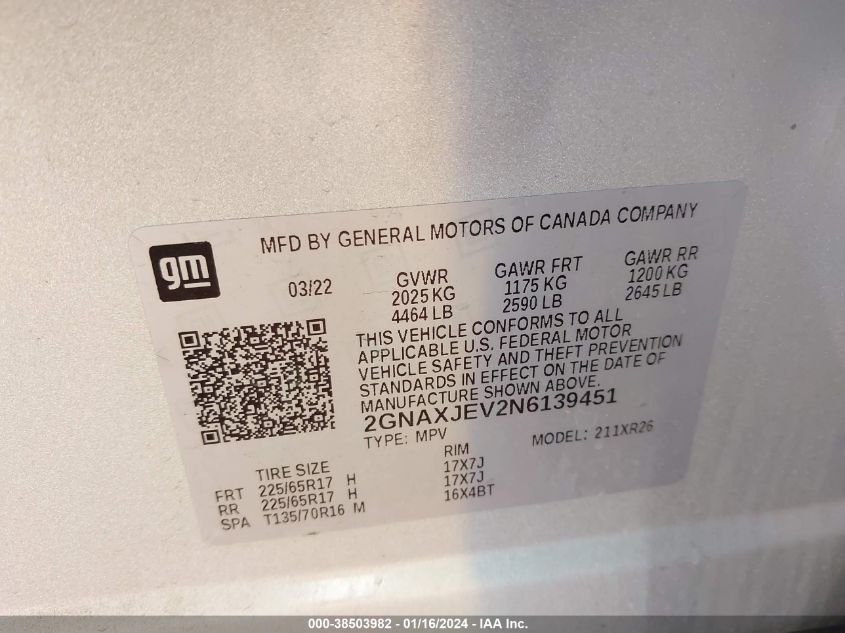 gm
MFD BY GENERAL MOTORS OF CANADA COMPANY
03/22
GVWR
2025 KG
4464 LB
GAWR FRT
1175 KG
2590 LB
GAWR RR
1200 KG
2645 LB
THIS VEHICLE CONFORMS TO ALL
APPLICABLE U.S. FEDERAL MOTOR
VEHICLE SAFETY AND THEFT PREVENTION
STANDARDS IN EFFECT ON THE DATE OF
MANUFACTURE SHOWN ABOVE.
2GNAXJEV2N6139451
TYPE: MPV MODEL: 211XR26
TIRE SIZE RIM
FRT 225/65R17 H 17X7J
RR 225/65R17 H 17X7J
SPA T135/70R16 M 16X4BT
000-38503982 - 01/16/2024 - IAA Inc.